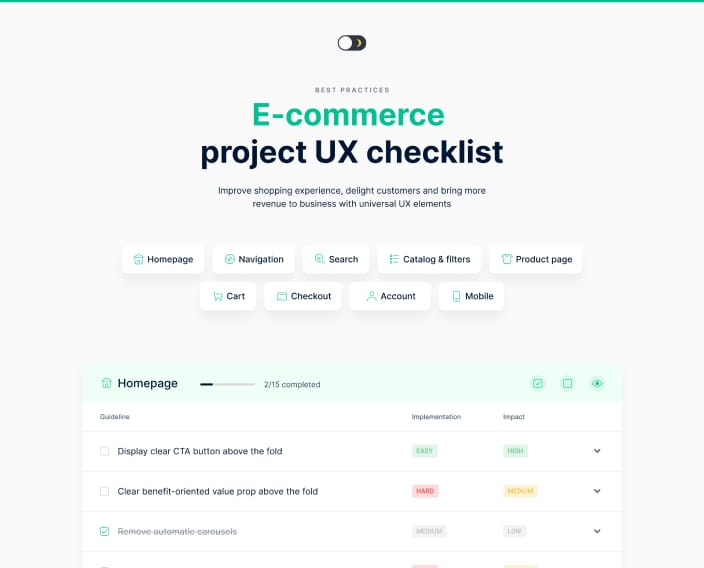 BEST PRACTICES
E-commerce
project UX checklist
Improve shopping experience, delight customers and bring more
revenue to business with universal UX elements
Homepage Navigation Search Catalog & filters Product page
Cart Checkout Account Mobile
Homepage 2/15 completed
Guideline Implementation Impact
Display clear CTA button above the fold EASY HIGH
Clear benefit-oriented value prop above the fold HARD MEDIUM
Remove automatic carousels MEDIUM LOW